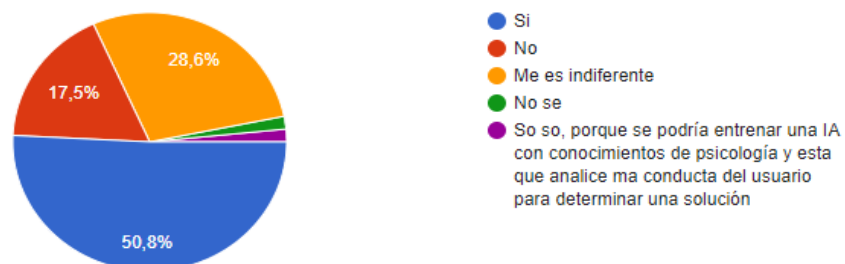 28,6%
17,5%
50,8%
Si
No
Me es indiferente
No se
So so, porque se podría entrenar una IA
con conocimientos de psicología y esta
que analice ma conducta del usuario
para determinar una solución